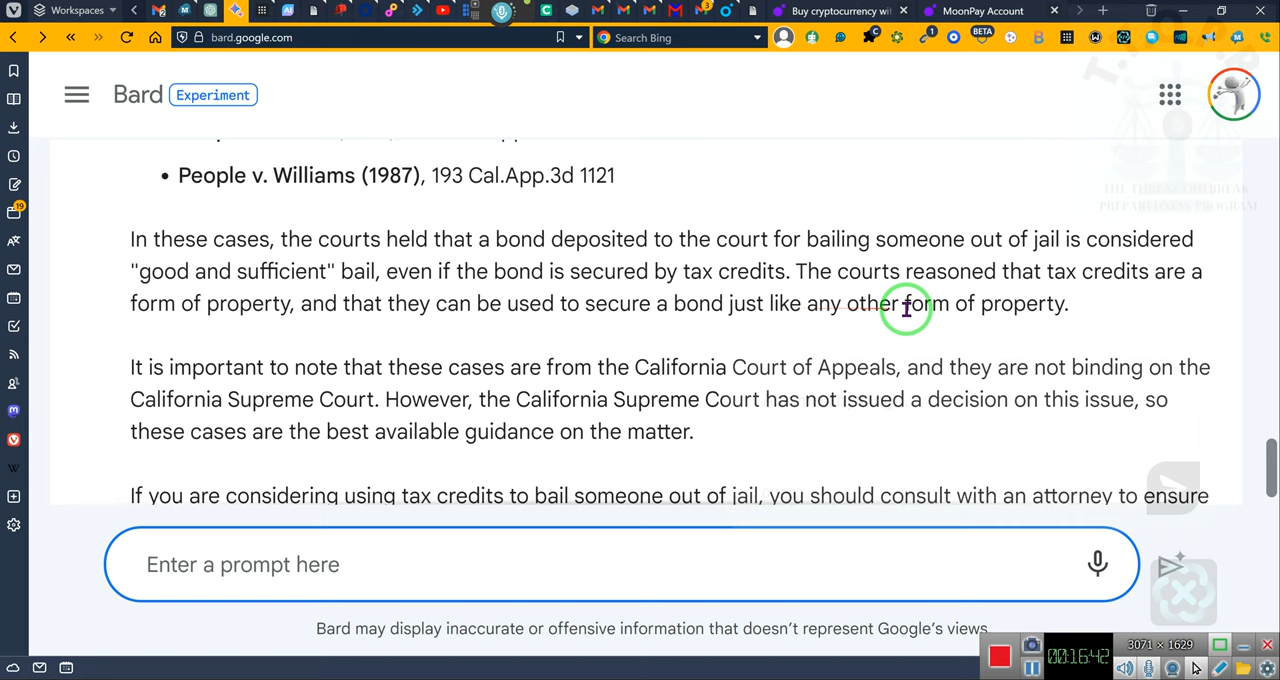 Workspaces
Buy cryptocurrency wit
MoonPay Account
bard.google.com
Search Bing
BETA
Bard Experiment
• People v. Williams (1987), 193 Cal.App.3d 1121
In these cases, the courts held that a bond deposited to the court for bailing someone out of jail is considered
"good and sufficient" bail, even if the bond is secured by tax credits. The courts reasoned that tax credits are a
form of property, and that they can be used to secure a bond just like any other form of property.
It is important to note that these cases are from the California Court of Appeals, and they are not binding on the
California Supreme Court. However, the California Supreme Court has not issued a decision on this issue, so
these cases are the best available guidance on the matter.
If you are considering using tax credits to bail someone out of jail, you should consult with an attorney to ensure
Enter a prompt here
Bard may display inaccurate or offensive information that doesn't represent Google's views.
THE THREAT OUTBREAK
PREPAREDNESS PROGRAM
19
3071 × 1629
00:16:42